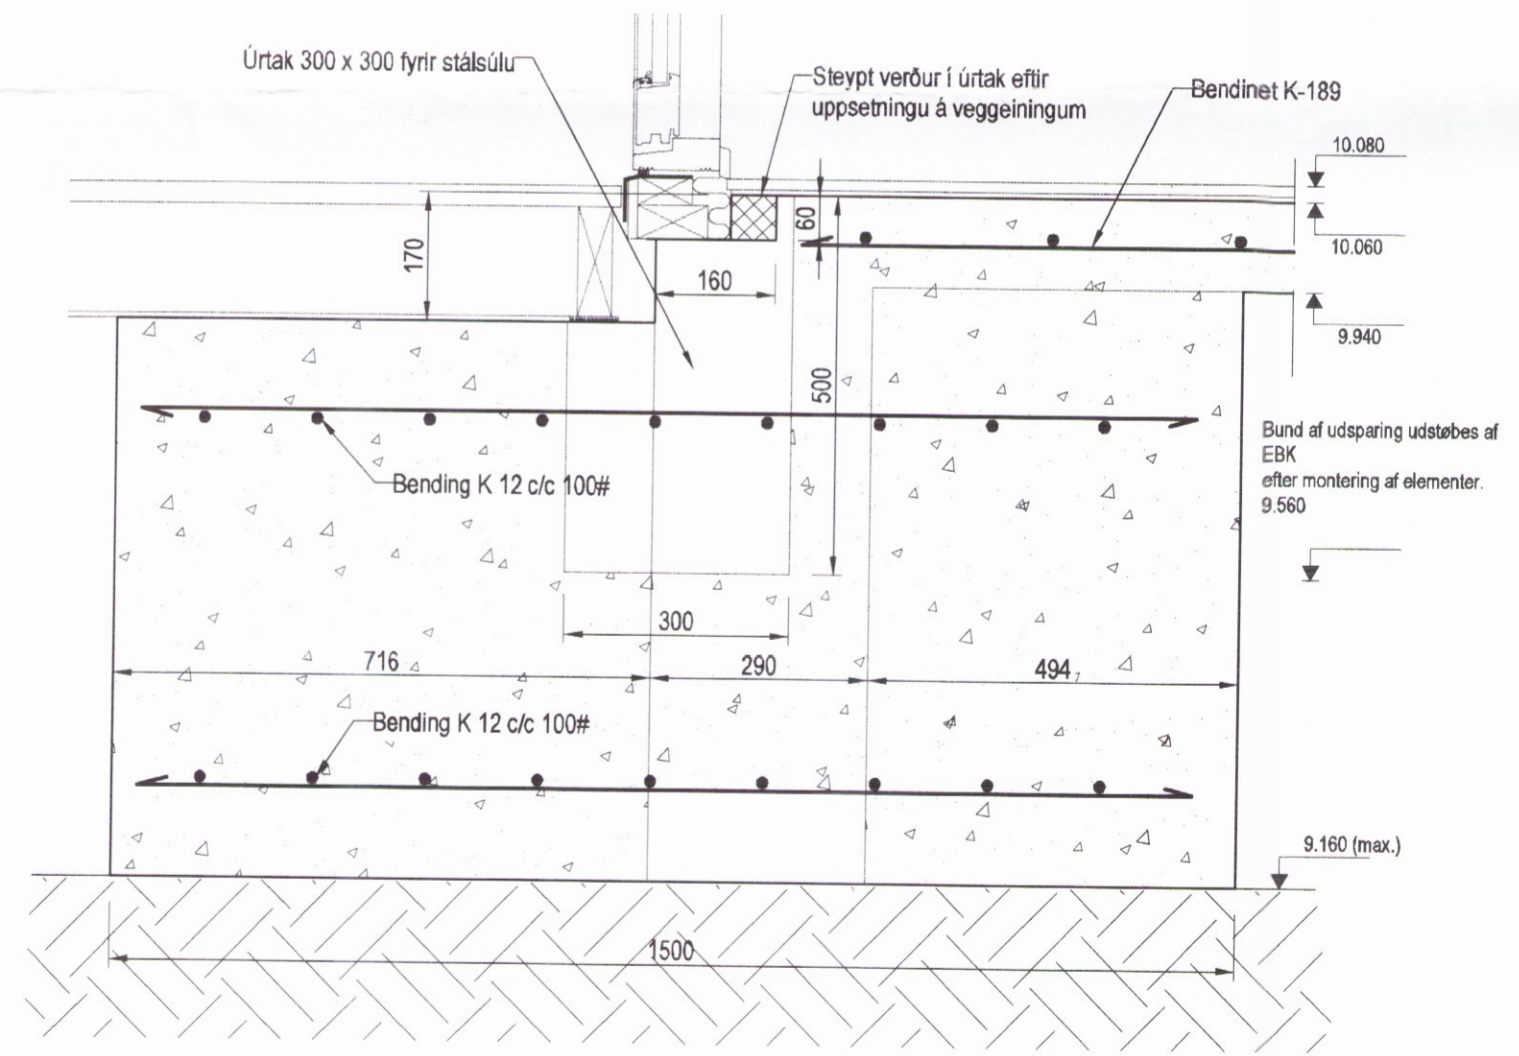 Úrtak 300 x 300 fyrir stálsúlu
Steypt verður í úrtak eftir
uppsetningu á veggeiningum
Bendinet K-189
10.080
60
10.060
170
160
9.940
500
Bund af udsparing udstøbes af
EBK
efter montering af elementer.
9.560
Bending K 12 c/c 100#
300
716
290
494
Bending K 12 c/c 100#
9.160 (max.)
1500